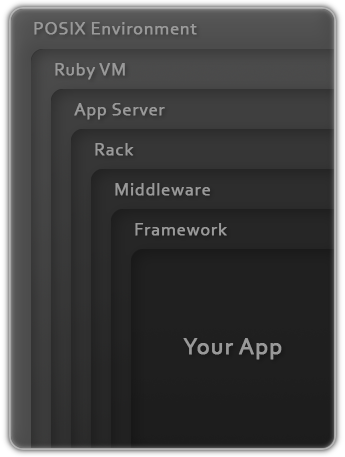 POSIX Environment
Ruby VM
App Server
Rack
Middleware
Framework
Your App